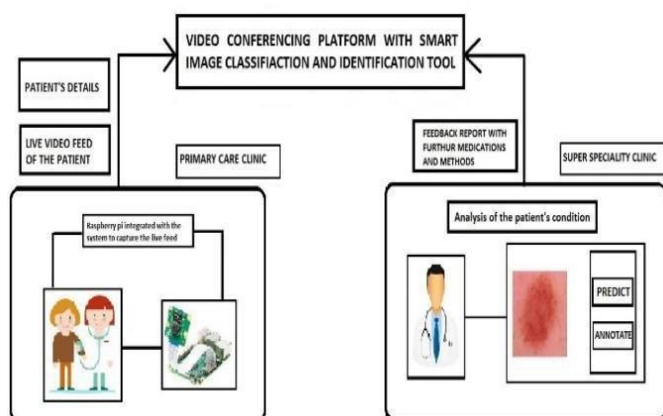 VIDEO CONFERENCING PLATFORM WITH SMART
IMAGE CLASSIFIACTION AND IDENTIFICATION TOOL
PATIENT'S DETAILS
LIVE VIDEO FEED
OF THE PATIENT
PRIMARY CARE CLINIC
FEEDBACK REPORT WITH
FURTHUR MEDICATIONS
AND METHODS
SUPER SPECIALITY CLINIC
Raspberry pi integrated with the
system to capture the live feed
Analysis of the patient's condition
PREDICT
ANNOTATE